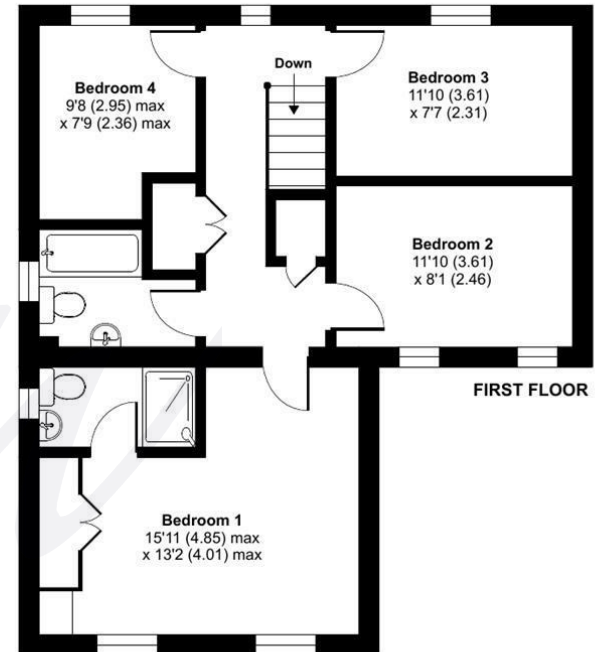 Down
Bedroom 4
9'8 (2.95) max
x 7'9 (2.36) max
Bedroom 3
11'10 (3.61)
x 7'7 (2.31)
Bedroom 2
11'10 (3.61)
x 8'1 (2.46)
FIRST FLOOR
Bedroom 1
15'11 (4.85) max
x 13'2 (4.01) max